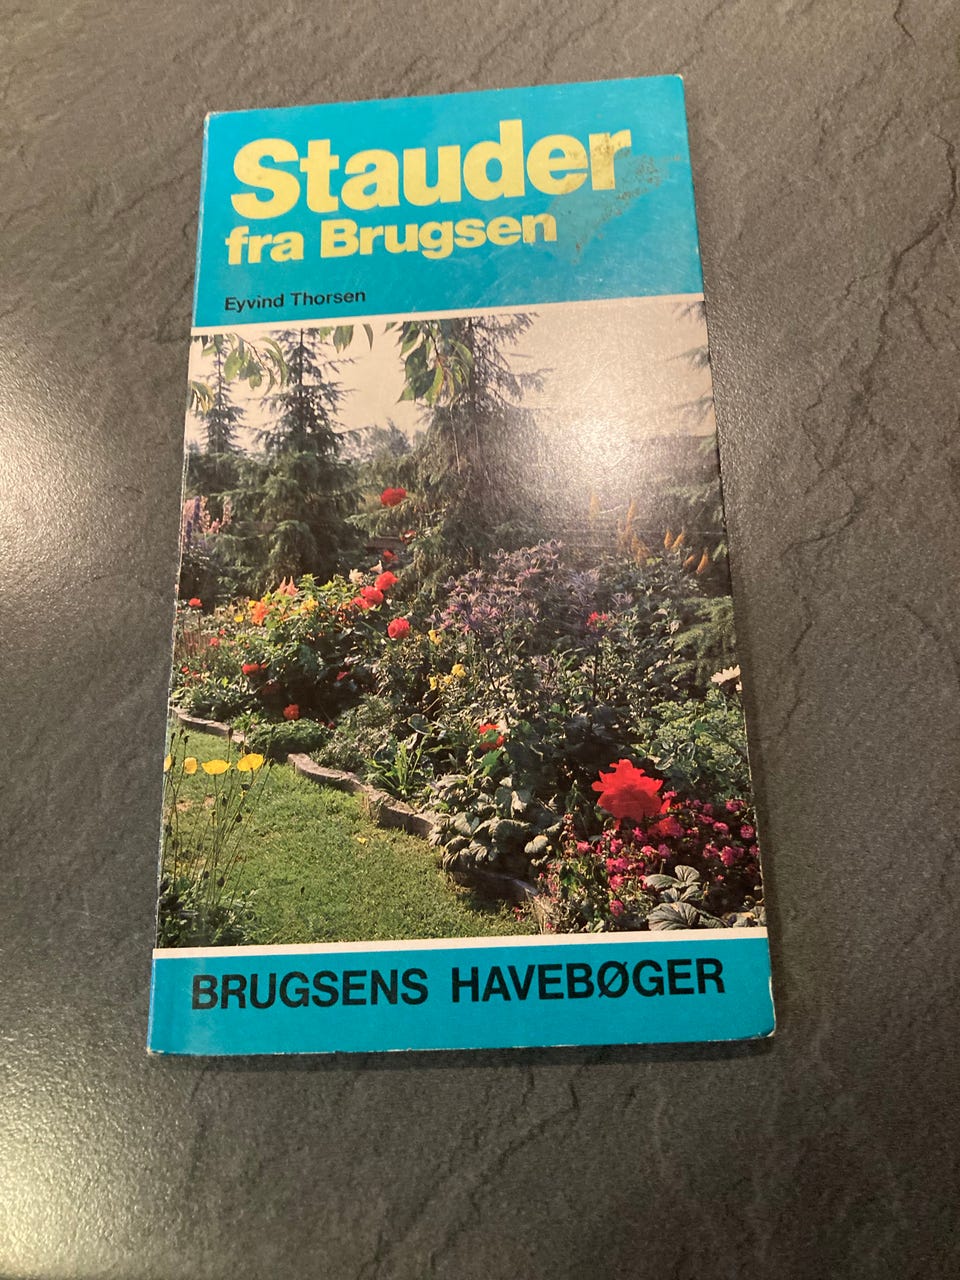 Stauder
fra Brugsen
Eyvind Thorsen
BRUGSENS HAVEBØGER